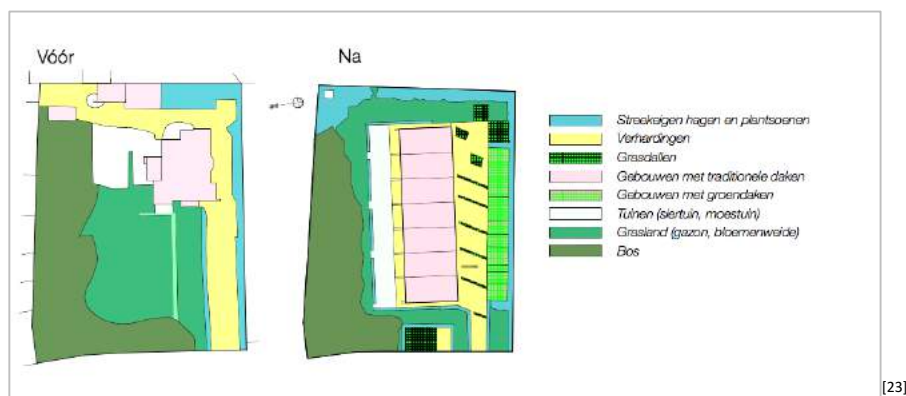 Vóór
Na
Streekeigen hagen en plantsoenen
Verhardingen
Grasdallen
Gebouwen met traditionele daken
Gebouwen met groendaken
Tuinen (siertuin, moestuin)
Grasland (gazon, bloemenweide)
Bos
[23]